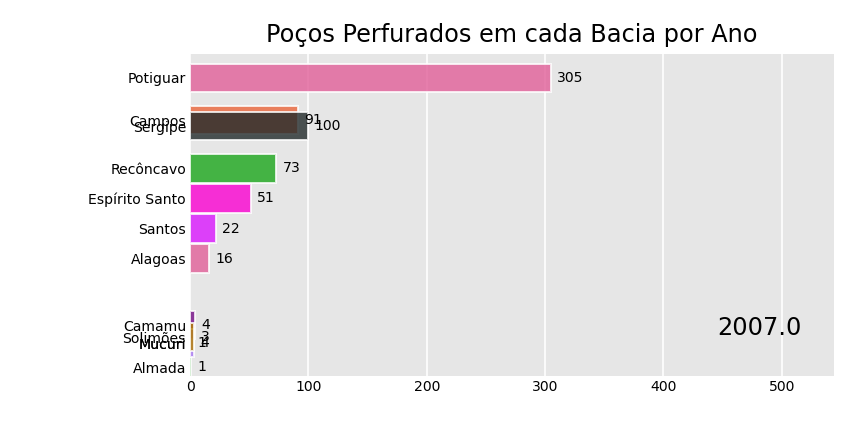 Poços Perfurados em cada Bacia por Ano
Potiguar 305
Campos 91
Sergipe 100
Recôncavo 73
Espírito Santo 51
Santos 22
Alagoas 16
Camamu 4
2007.0
Solimões 3
Mucuri
Almada 1
0 100 200 300 400 500